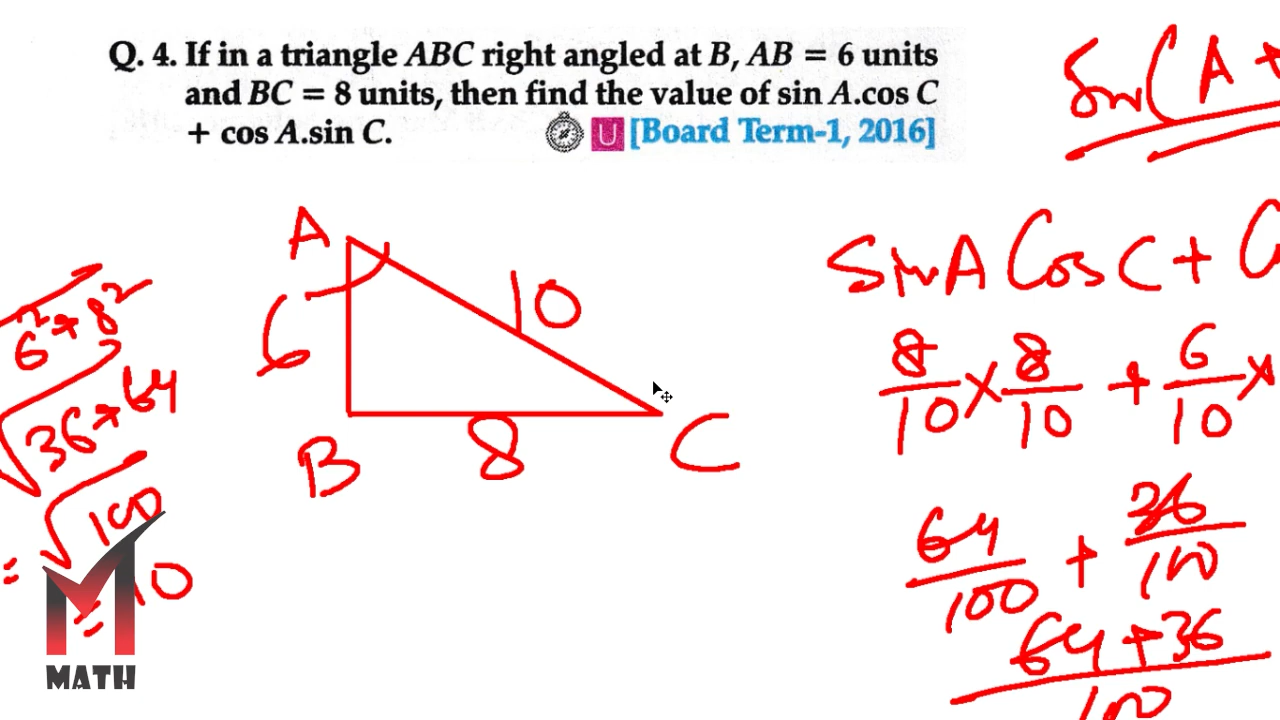 Q. 4. If in a triangle ABC right angled at B, AB = 6 units
and BC = 8 units, then find the value of sin A.cos C
+ cos A.sin C.
U [Board Term-1, 2016]
Sin(A +
A
6
10
B
8
C
6² + 8²
√36+64
√100
= 10
Sin A Cos C + C
8/10 × 8/10 + 6/10 ×
64/100 + 36/100
64 + 36
100
MATH